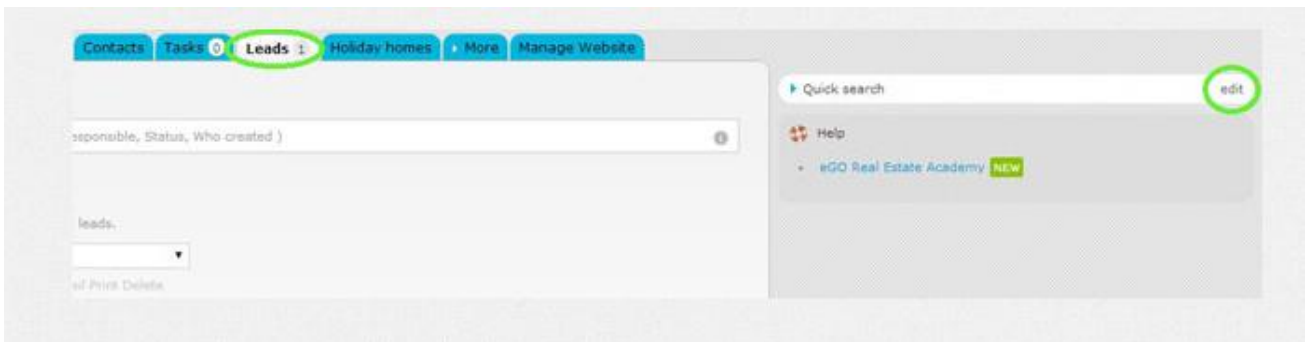 Contacts Tasks 0 Leads 1 Holiday homes More Manage Website
Quick search edit
esponsible, Status, Who created )
Help
eGO Real Estate Academy NEW
leads.
Print Delete